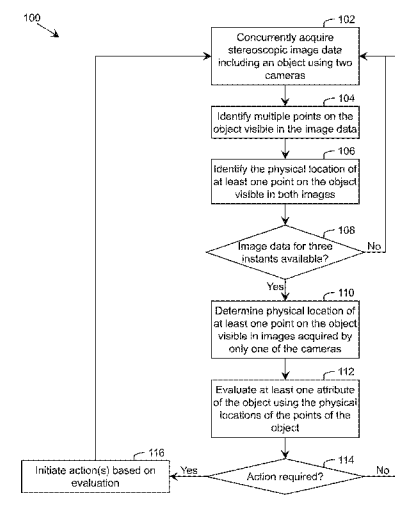 100
102
Concurrently acquire
stereoscopic image data
including an object using two
cameras
104
Identify multiple points on the
object visible in the image data
106
Identify the physical location of
at least one point on the object
visible in both images
108
Image data for three
instants available?
No
Yes
110
Determine physical location of
at least one point on the object
visible in images acquired by
only one of the cameras
112
Evaluate at least one attribute
of the object using the physical
locations of the points of the
object
116
114
Initiate action(s) based on
evaluation
Yes
Action required?
No